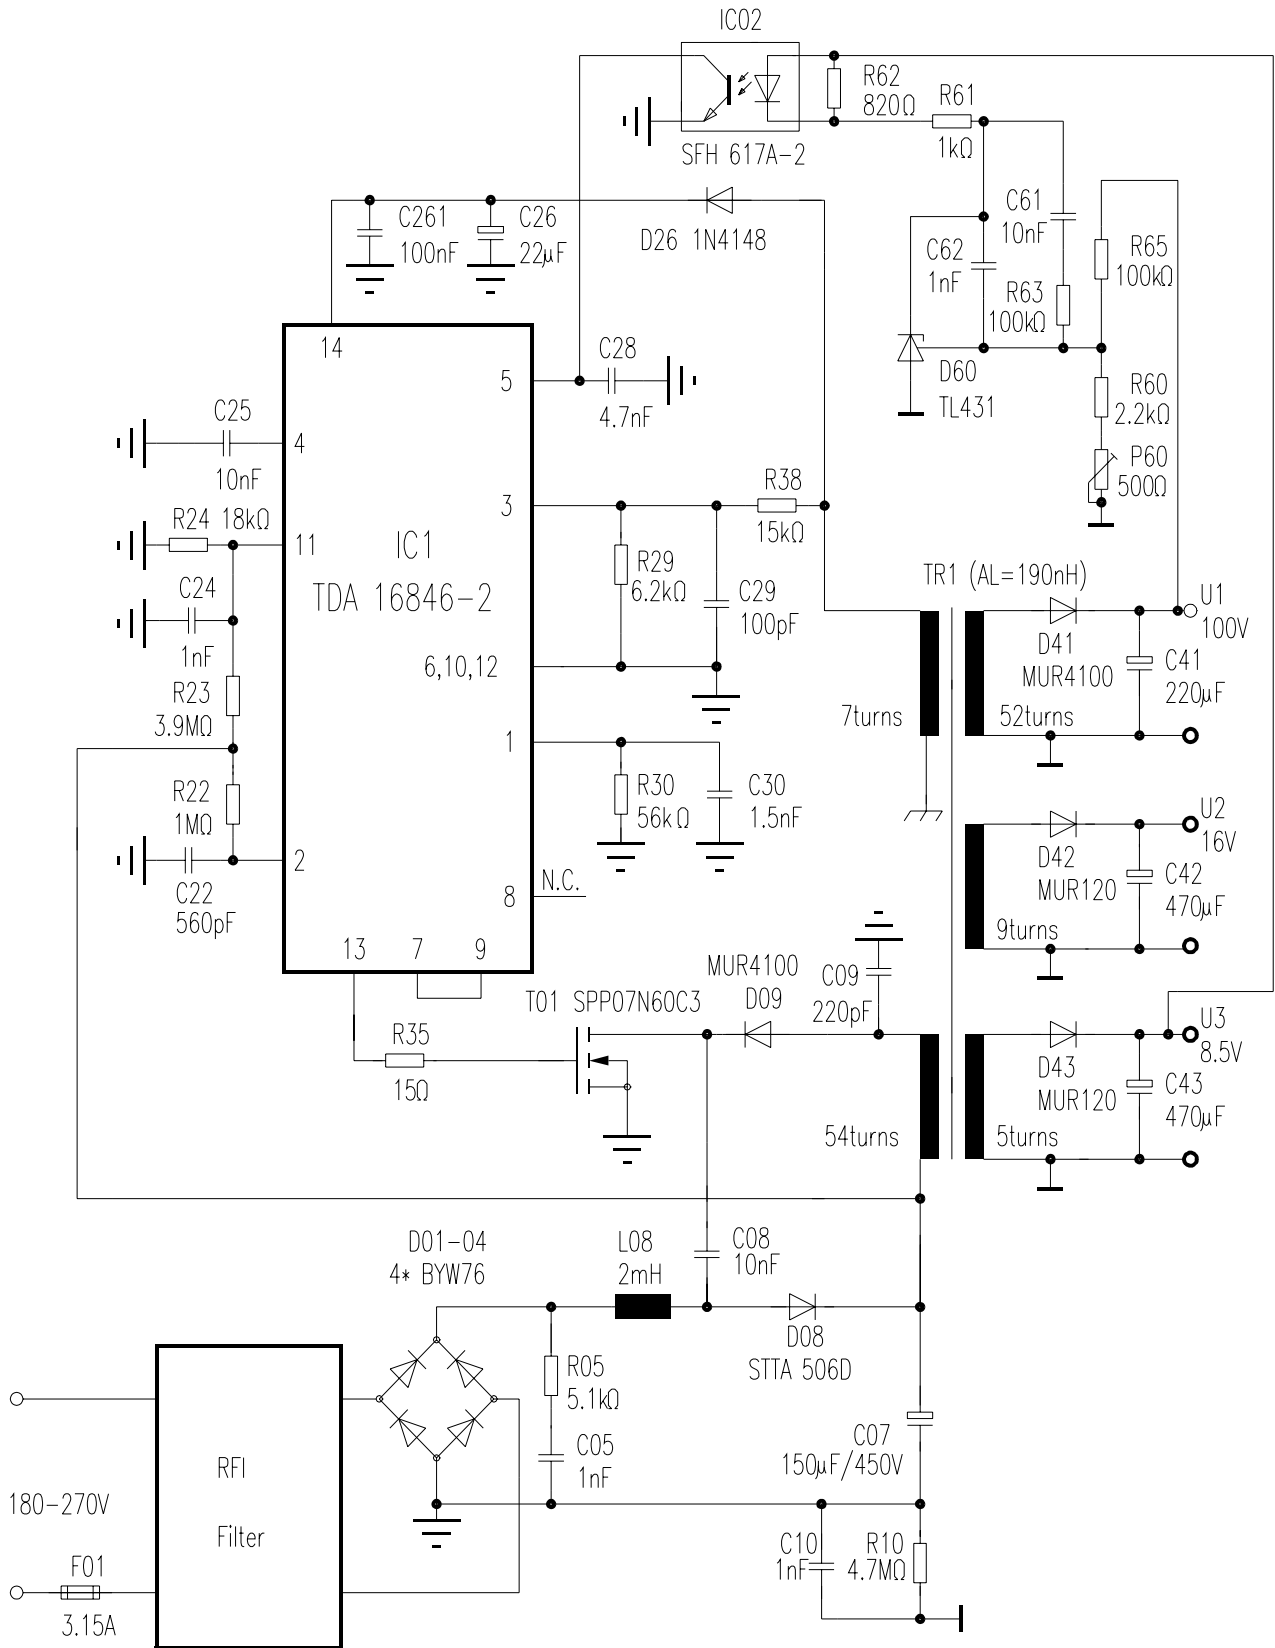 IC02
R62
820Ω
R61
1kΩ
SFH 617A-2
C261
100nF
C26
22µF
D26 1N4148
C61
10nF
C62
1nF
R63
100kΩ
R65
100kΩ
14
5
C28
4.7nF
D60
TL431
R60
2.2kΩ
P60
500Ω
C25
10nF
4
3
R38
15kΩ
R24 18kΩ
11
IC1
TDA 16846-2
R29
6.2kΩ
C29
100pF
C24
1nF
TR1 (AL=190nH)
U1
100V
D41
MUR4100
C41
220µF
6,10,12
R23
3.9MΩ
7turns
52turns
1
R22
1MΩ
R30
56kΩ
C30
1.5nF
U2
16V
D42
MUR120
C42
470µF
2
C22
560pF
8
N.C.
9turns
13
7
9
MUR4100
D09
C09
220pF
T01 SPP07N60C3
R35
15Ω
U3
8.5V
D43
MUR120
C43
470µF
54turns
5turns
D01-04
4* BYW76
L08
2mH
C08
10nF
D08
STTA 506D
R05
5.1kΩ
C05
1nF
C07
150µF/450V
RFI
Filter
180-270V
F01
3.15A
C10
1nF
R10
4.7MΩ